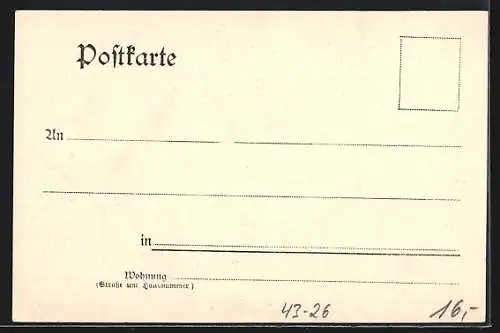 Postkarte
An
in
Wohnung
(Straße und Hausnummer)
43-26 16,-